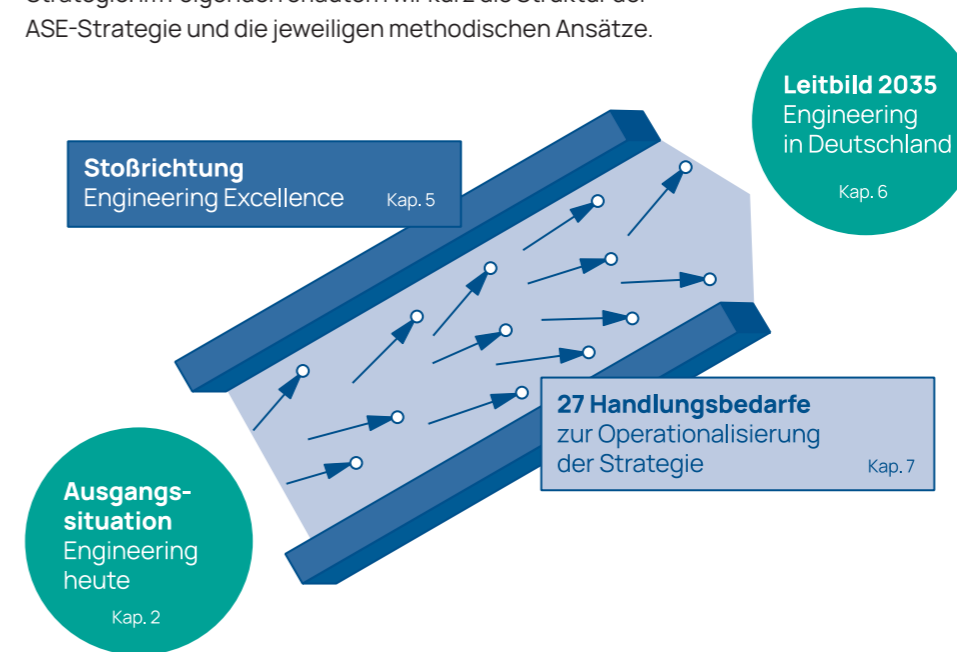 ASE-Strategie und die jeweiligen methodischen Ansätze.
Leitbild 2035
Engineering
in Deutschland
Kap. 6
Stoßrichtung
Engineering Excellence Kap. 5
27 Handlungsbedarfe
zur Operationalisierung
der Strategie Kap. 7
Ausgangs-
situation
Engineering
heute
Kap. 2